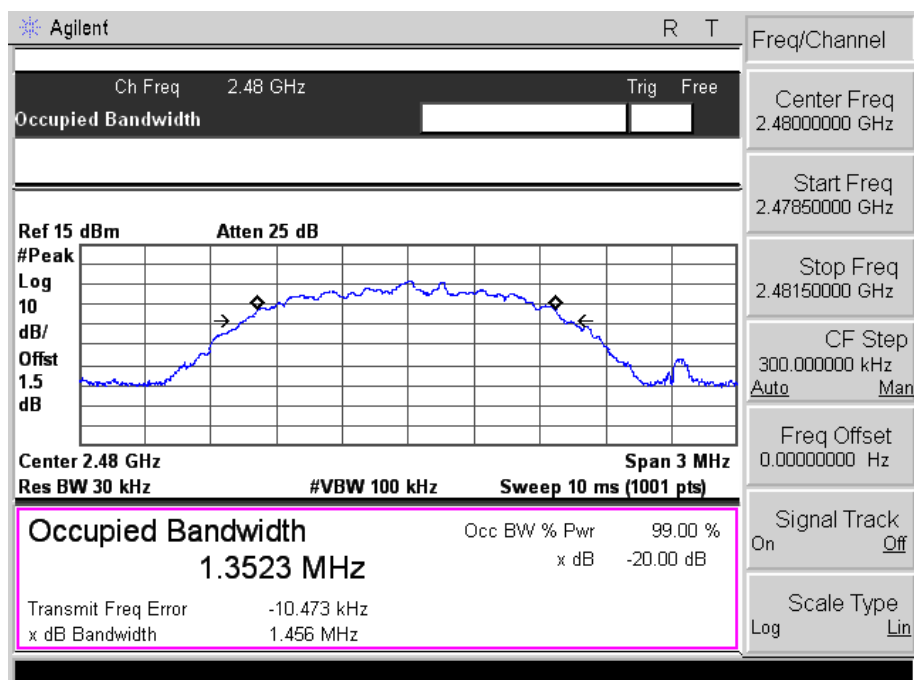 Agilent R T
Freq/Channel
Ch Freq 2.48 GHz Trig Free
Occupied Bandwidth
Center Freq
2.48000000 GHz
Start Freq
2.47850000 GHz
Stop Freq
2.48150000 GHz
CF Step
300.000000 kHz
Auto Man
Freq Offset
0.00000000 Hz
Signal Track
On Off
Scale Type
Log Lin
Ref 15 dBm Atten 25 dB
#Peak
Log
10
dB/
Offst
1.5
dB
Center 2.48 GHz Span 3 MHz
Res BW 30 kHz #VBW 100 kHz Sweep 10 ms (1001 pts)
Occupied Bandwidth Occ BW % Pwr 99.00 %
1.3523 MHz x dB -20.00 dB
Transmit Freq Error -10.473 kHz
x dB Bandwidth 1.456 MHz